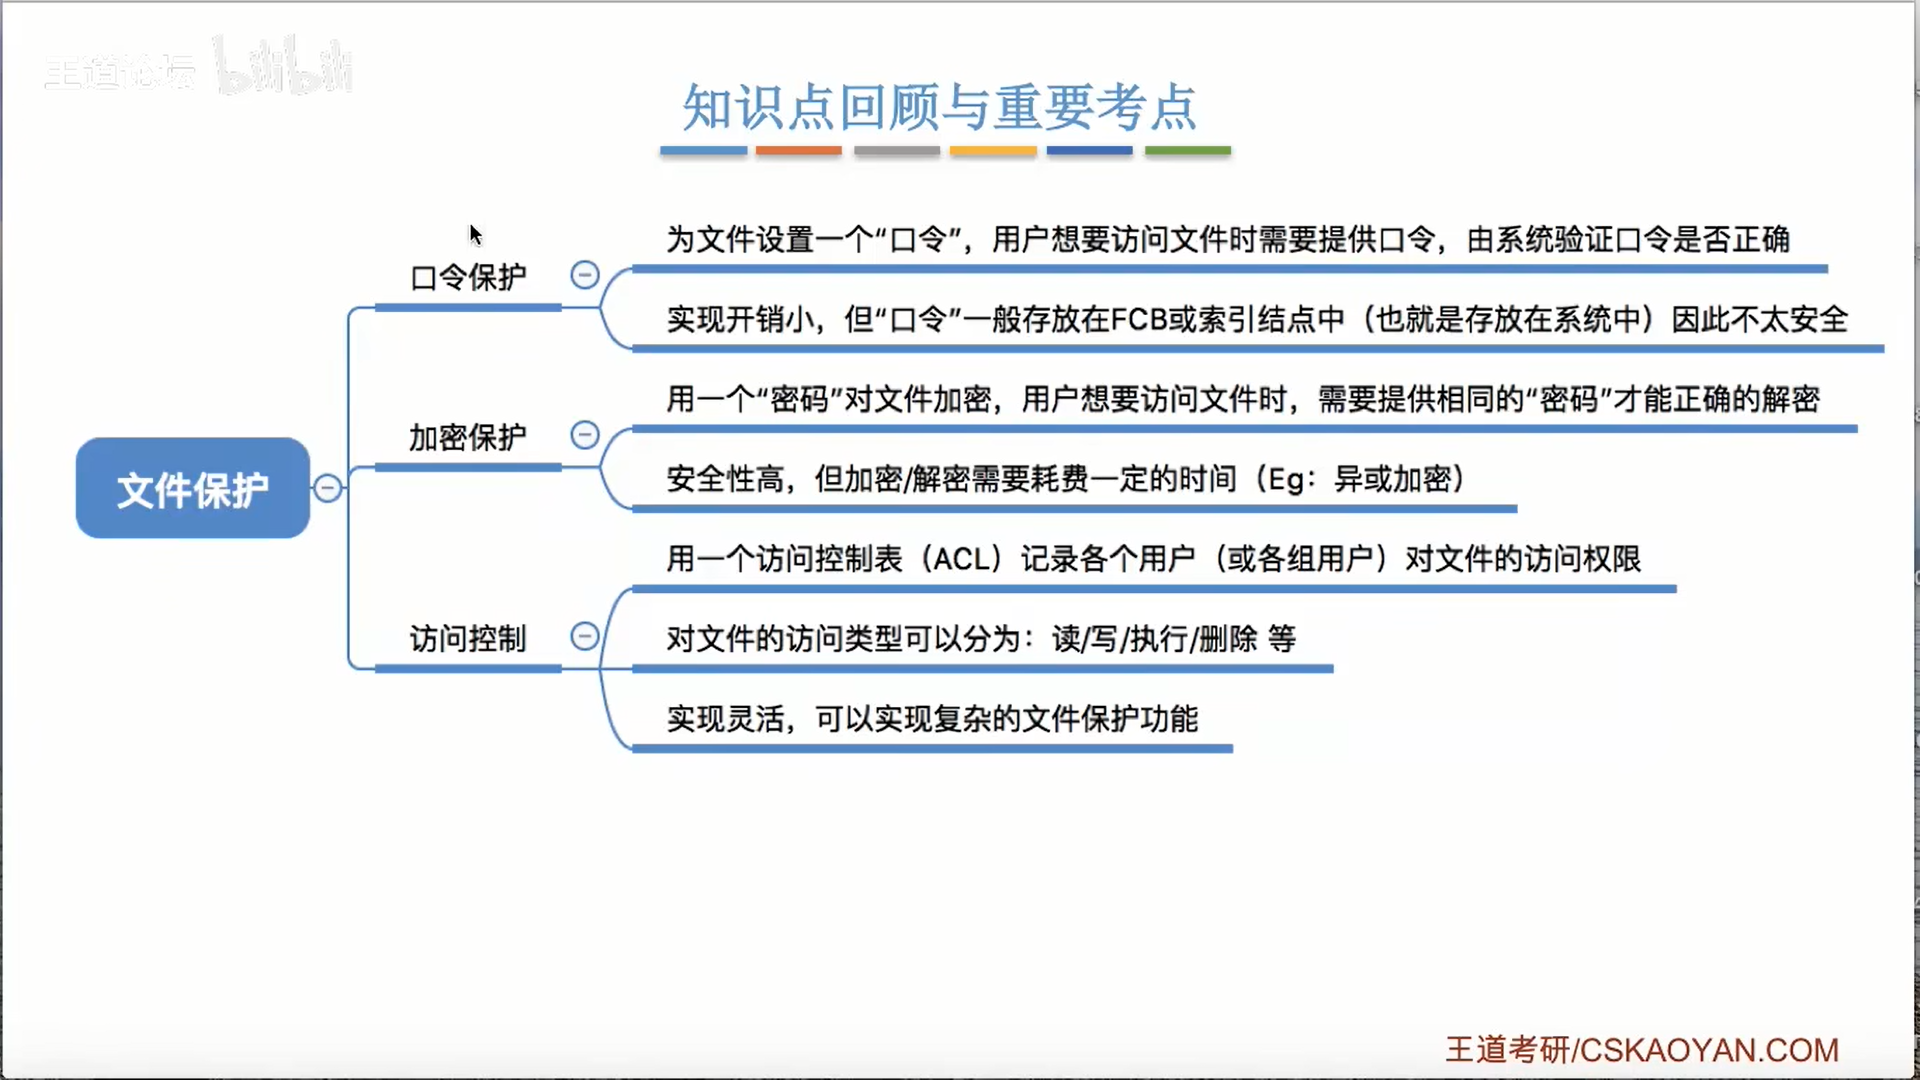 王道论坛 bilibili
知识点回顾与重要考点
文件保护
口令保护
为文件设置一个“口令”，用户想要访问文件时需要提供口令，由系统验证口令是否正确
实现开销小，但“口令”一般存放在FCB或索引结点中（也就是存放在系统中）因此不太安全
加密保护
用一个“密码”对文件加密，用户想要访问文件时，需要提供相同的“密码”才能正确的解密
安全性高，但加密/解密需要耗费一定的时间（Eg：异或加密）
访问控制
用一个访问控制表（ACL）记录各个用户（或各组用户）对文件的访问权限
对文件的访问类型可以分为：读/写/执行/删除 等
实现灵活，可以实现复杂的文件保护功能
王道考研/CSKAOYAN.COM